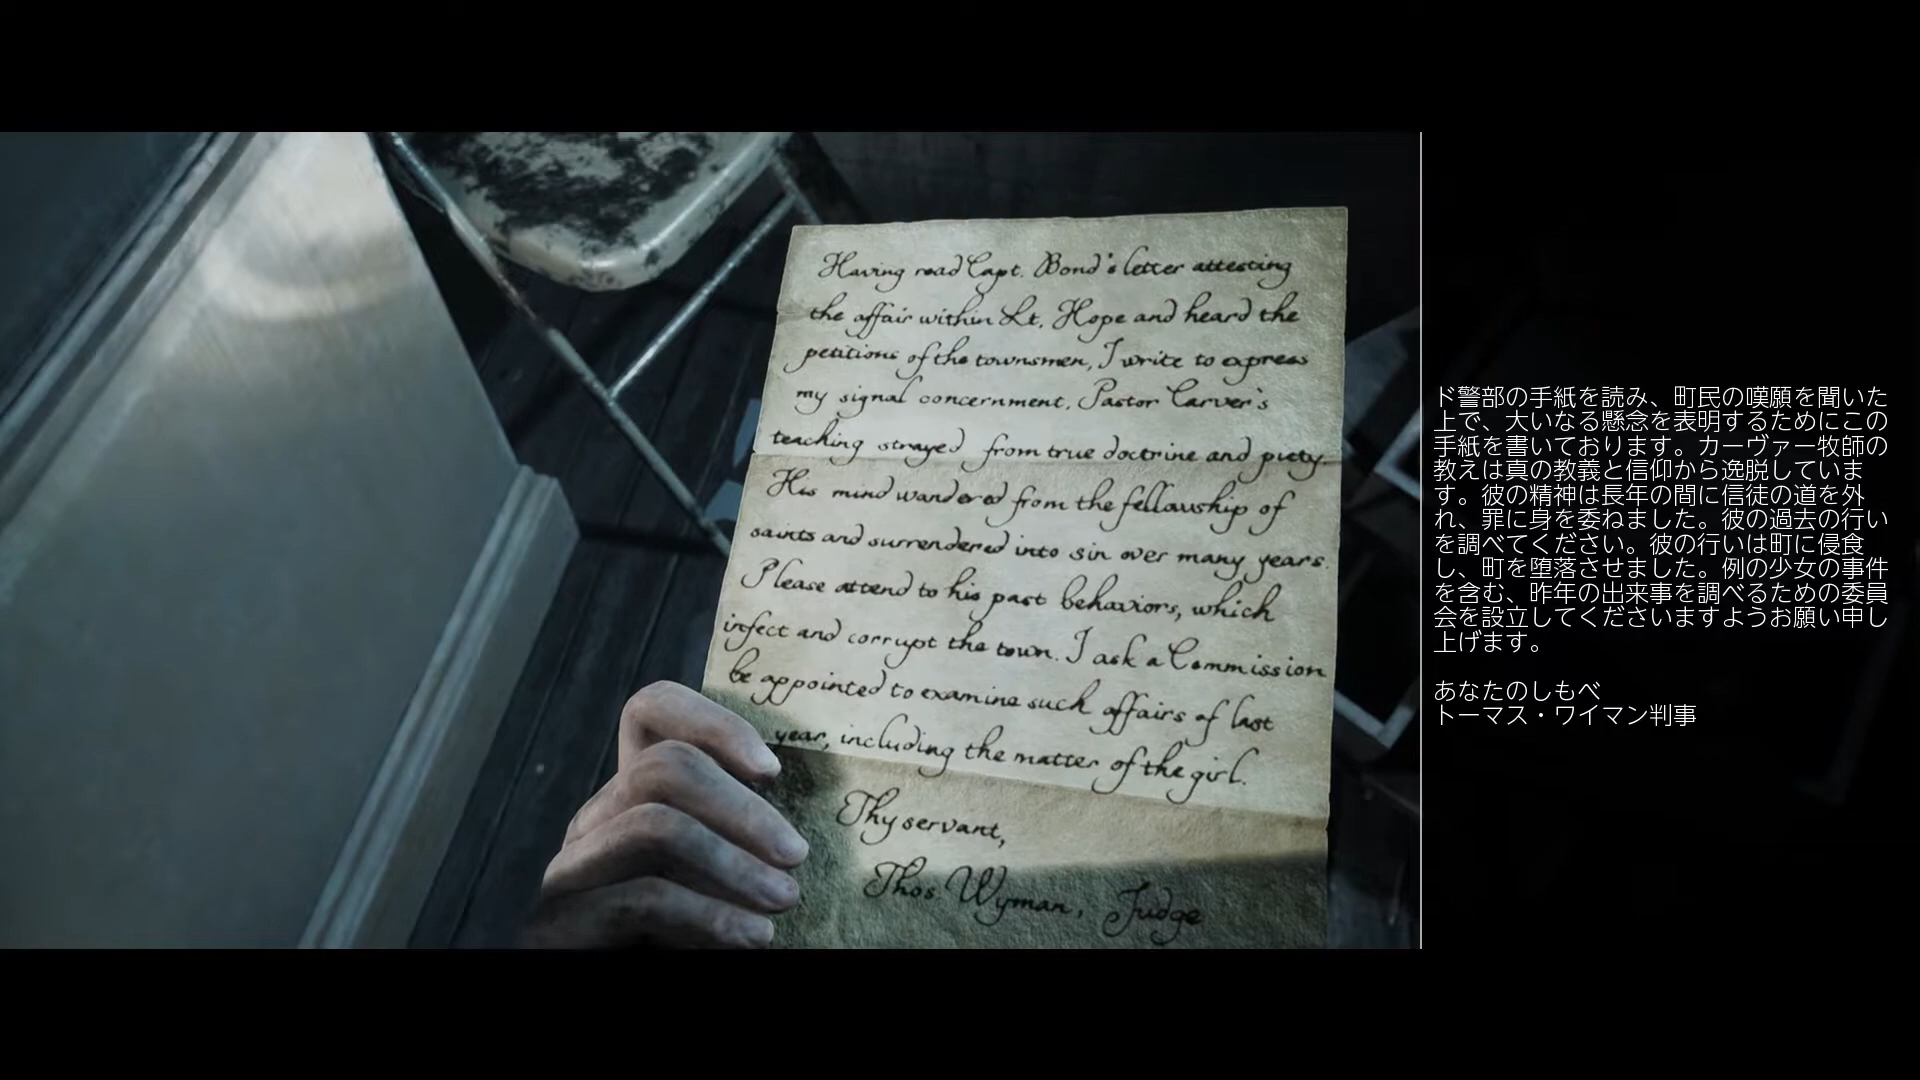 Having read Capt. Bond's letter attesting
the affair within Lt. Hope and heard the
petitions of the townsmen, I write to express
my signal concernment. Pastor Carver's
teaching strayed from true doctrine and piety.
His mind wandered from the fellowship of
saints and surrendered into sin over many years.
Please attend to his past behaviors, which
infect and corrupt the town. I ask a Commission
be appointed to examine such affairs of last
year, including the matter of the girl.
Thy servant,
Thos. Wyman, Judge
ド警部の手紙を読み、町民の嘆願を聞いた
上で、大いなる懸念を表明するためにこの
手紙を書いております。カーヴァー牧師の
教えは真の教義と信仰から逸脱していま
す。彼の精神は長年の間に信徒の道を外
れ、罪に身を委ねました。彼の過去の行い
を調べてください。彼の行いは町に侵食
し、町を堕落させました。例の少女の事件
を含む、昨年の出来事を調べるための委員
会を設立してくださいますようお願い申し
上げます。
あなたのしもべ
トーマス・ワイマン判事